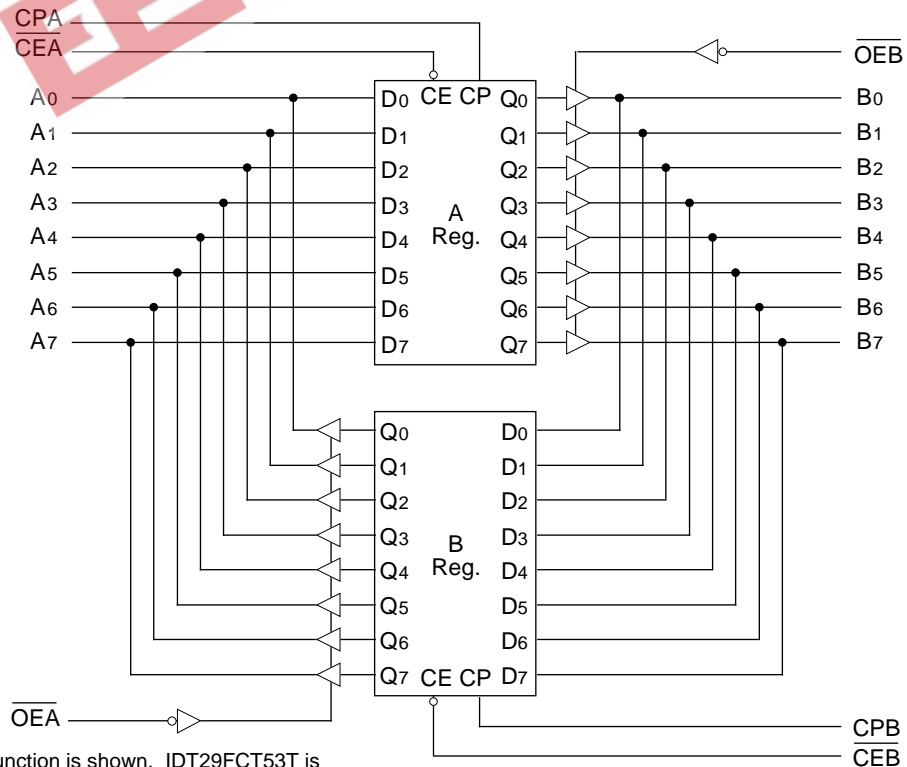 CPA
CEA
OEB
A0 D0 CE CP Q0 B0
A1 D1 Q1 B1
A2 D2 Q2 B2
A3 D3 Q3 B3
A Reg.
A4 D4 Q4 B4
A5 D5 Q5 B5
A6 D6 Q6 B6
A7 D7 Q7 B7
Q0 D0
Q1 D1
Q2 D2
Q3 D3
B Reg.
Q4 D4
Q5 D5
Q6 D6
Q7 CE CP D7
OEA
CPB
CEB
unction is shown. IDT29FCT53T is